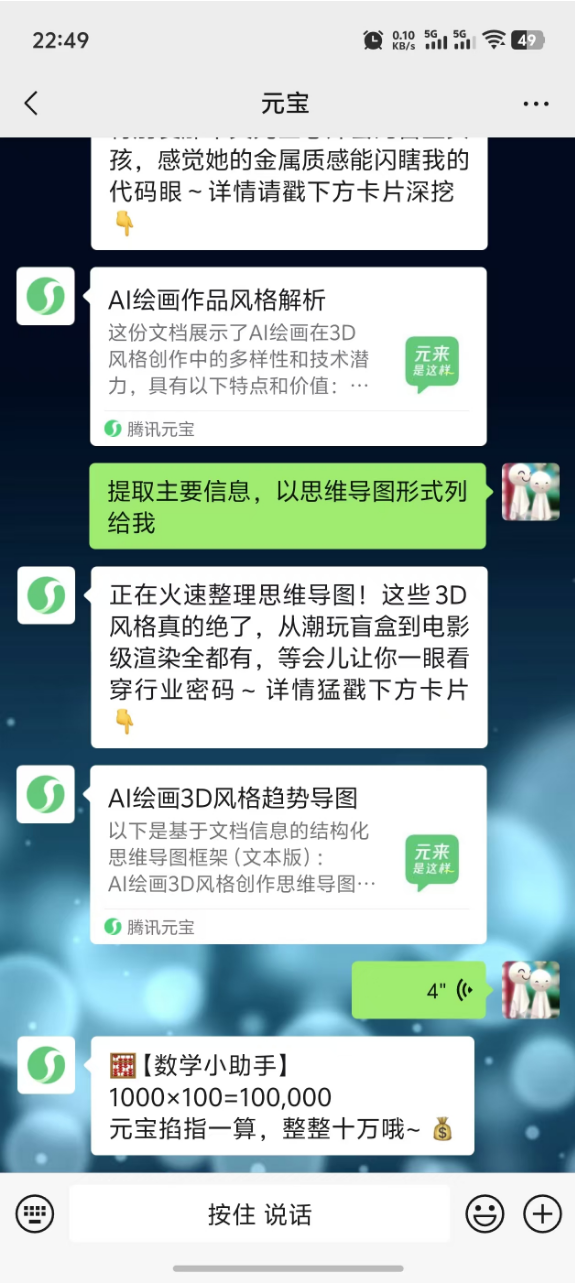 22:49
0.10 KB/s 5G 5G 49
元宝
孩，感觉她的金属质感能闪瞎我的
代码眼～详情请戳下方卡片深挖
👇
AI绘画作品风格解析
这份文档展示了AI绘画在3D
风格创作中的多样性和技术潜
力，具有以下特点和价值：…
元来
是这样
腾讯元宝
提取主要信息，以思维导图形式列
给我
正在火速整理思维导图！这些3D
风格真的绝了，从潮玩盲盒到电影
级渲染全都有，等会儿让你一眼看
穿行业密码～详情猛戳下方卡片
👇
AI绘画3D风格趋势导图
以下是基于文档信息的结构化
思维导图框架（文本版）：
AI绘画3D风格创作思维导图…
元来
是这样
腾讯元宝
4"
🧮【数学小助手】
1000×100=100,000
元宝掐指一算，整整十万哦~ 💰
按住 说话